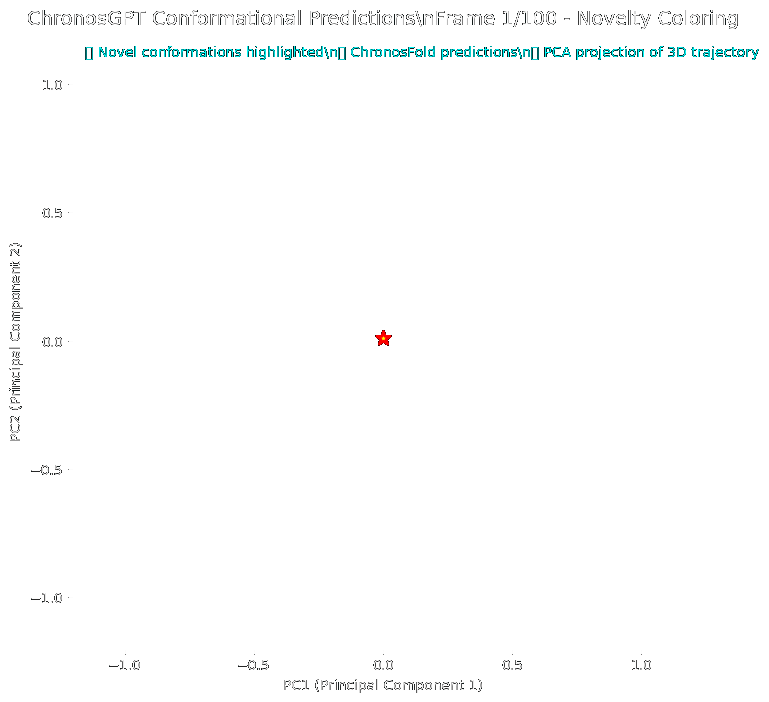 ChronosGPT Conformational Predictions\nFrame 1/100 - Novelty Coloring
▯ Novel conformations highlighted\n▯ ChronosFold predictions\n▯ PCA projection of 3D trajectory
1.0
0.5
0.0
−0.5
−1.0
PC2 (Principal Component 2)
−1.0 −0.5 0.0 0.5 1.0
PC1 (Principal Component 1)